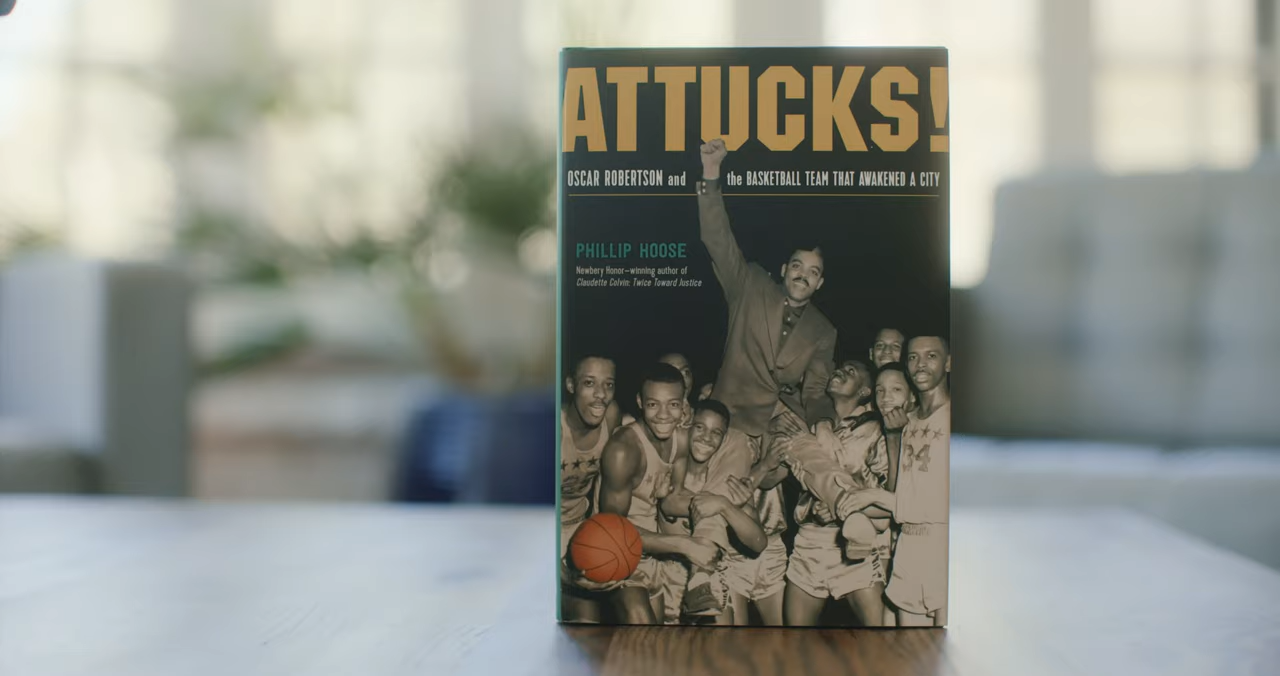 ATTUCKS!
OSCAR ROBERTSON and the BASKETBALL TEAM THAT AWAKENED A CITY
PHILLIP HOOSE
Newbery Honor–winning author of
Claudette Colvin: Twice Toward Justice
34